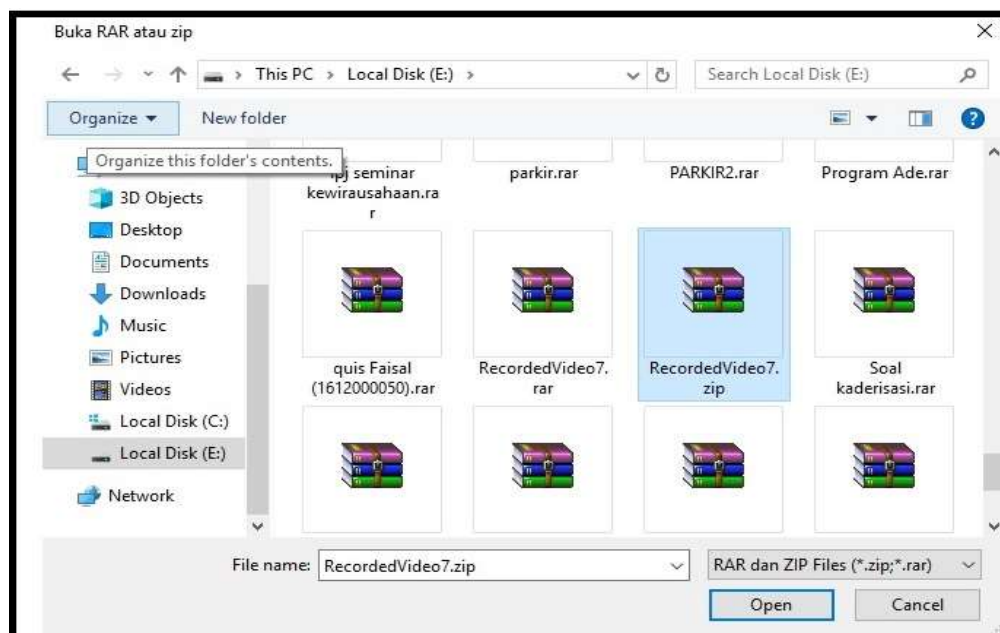 Buka RAR atau zip
This PC > Local Disk (E:) >
Search Local Disk (E:)
Organize
New folder
Organize this folder's contents.
lpj seminar
kewirausahaan.ra
r
parkir.rar
PARKIR2.rar
Program Ade.rar
3D Objects
Desktop
Documents
Downloads
Music
Pictures
Videos
Local Disk (C:)
Local Disk (E:)
Network
quis Faisal
(1612000050).rar
RecordedVideo7.
rar
RecordedVideo7.
zip
Soal
kaderisasi.rar
File name:
RecordedVideo7.zip
RAR dan ZIP Files (*.zip;*.rar)
Open
Cancel